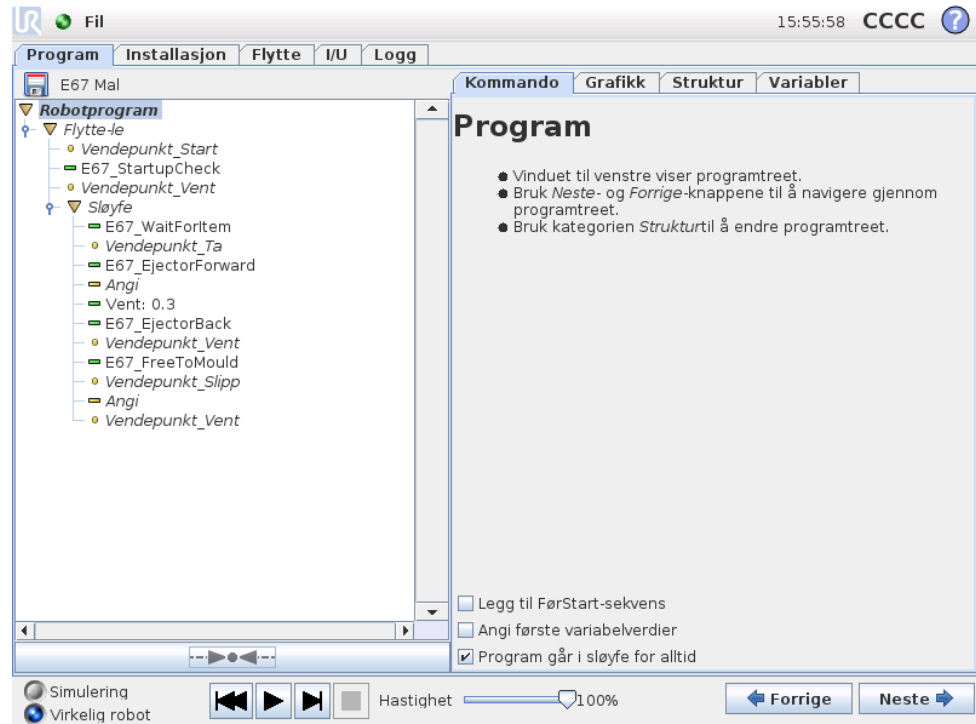 UR Fil 15:55:58 CCCC ?
Program Installasjon Flytte I/U Logg
E67 Mal
Robotprogram
Flytte-le
Vendepunkt_Start
E67_StartupCheck
Vendepunkt_Vent
Sløyfe
E67_WaitForItem
Vendepunkt_Ta
E67_EjectorForward
Angi
Vent: 0.3
E67_EjectorBack
Vendepunkt_Vent
E67_FreeToMould
Vendepunkt_Slipp
Angi
Vendepunkt_Vent
Kommando Grafikk Struktur Variabler
Program
Vinduet til venstre viser programtreet.
Bruk Neste- og Forrige-knappene til å navigere gjennom
programtreet.
Bruk kategorien Strukturtil å endre programtreet.
Legg til FørStart-sekvens
Angi første variabelverdier
Program går i sløyfe for alltid
Simulering
Virkelig robot
Hastighet 100%
Forrige Neste